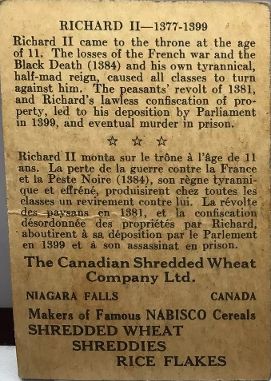 RICHARD II—1377-1399
Richard II came to the throne at the age
of 11. The losses of the French war and the
Black Death (1384) and his own tyrannical,
half-mad reign, caused all classes to turn
against him. The peasants' revolt of 1381,
and Richard's lawless confiscation of pro-
perty, led to his deposition by Parliament
in 1399, and eventual murder in prison.
☆ ☆ ☆
Richard II monta sur le trône à l'âge de 11
ans. La perte de la guerre contre la France
et la Peste Noire (1384), son règne tyranni-
que et effréné, produisirent chez toutes les
classes un revirement contre lui. La révolte
des paysans en 1381, et la confiscation
désordonnée des propriétés par Richard,
aboutirent à sa déposition par le Parlement
en 1399 et à son assassinat en prison.
The Canadian Shredded Wheat
Company Ltd.
NIAGARA FALLS CANADA
Makers of Famous NABISCO Cereals
SHREDDED WHEAT
SHREDDIES
RICE FLAKES